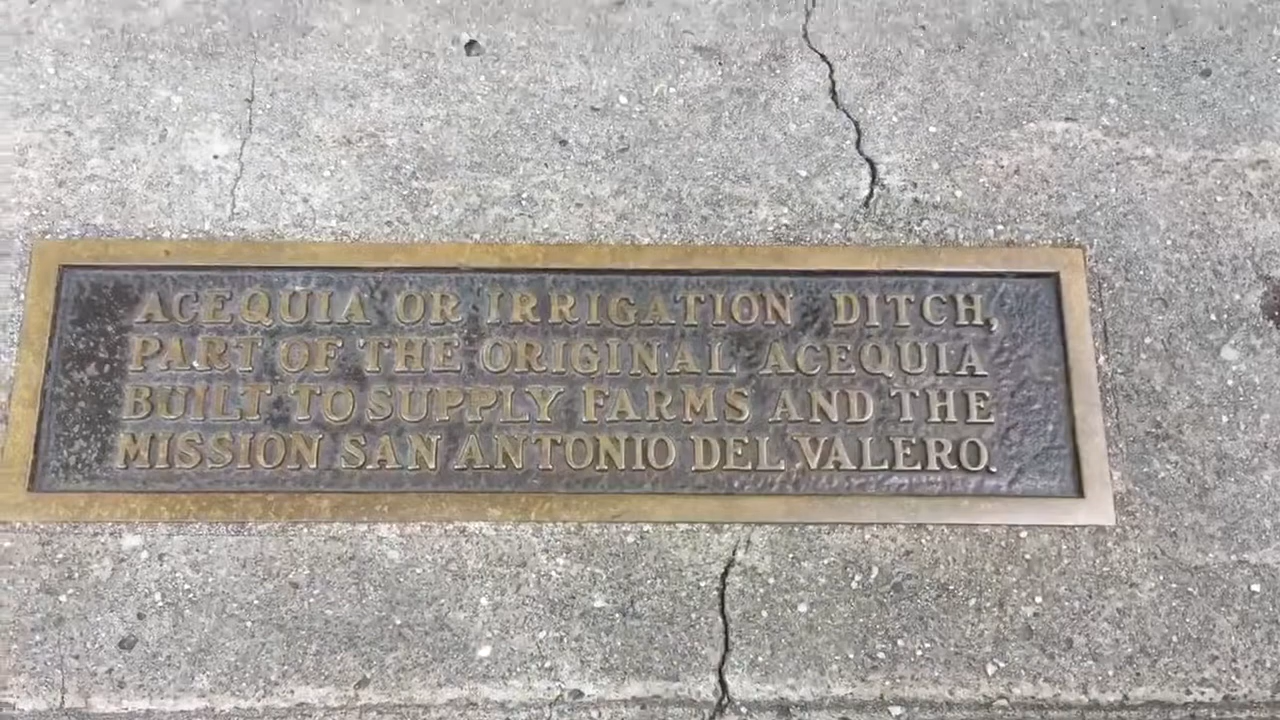 ACEQUIA OR IRRIGATION DITCH,
PART OF THE ORIGINAL ACEQUIA
BUILT TO SUPPLY FARMS AND THE
MISSION SAN ANTONIO DEL VALERO.